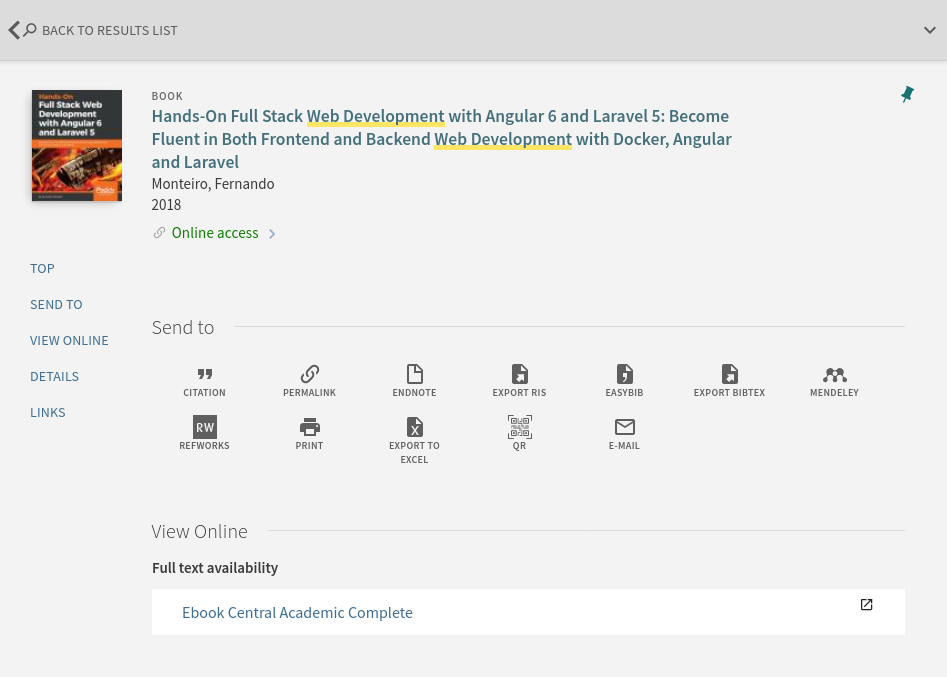 BACK TO RESULTS LIST
Hands-On
Full Stack Web
Development
with Angular 6
and Laravel 5
Packt
BOOK
Hands-On Full Stack Web Development with Angular 6 and Laravel 5: Become
Fluent in Both Frontend and Backend Web Development with Docker, Angular
and Laravel
Monteiro, Fernando
2018
Online access
TOP
SEND TO
VIEW ONLINE
DETAILS
LINKS
Send to
CITATION
PERMALINK
ENDNOTE
EXPORT RIS
EASYBIB
EXPORT BIBTEX
MENDELEY
RW
REFWORKS
PRINT
EXPORT TO
EXCEL
QR
E-MAIL
View Online
Full text availability
Ebook Central Academic Complete